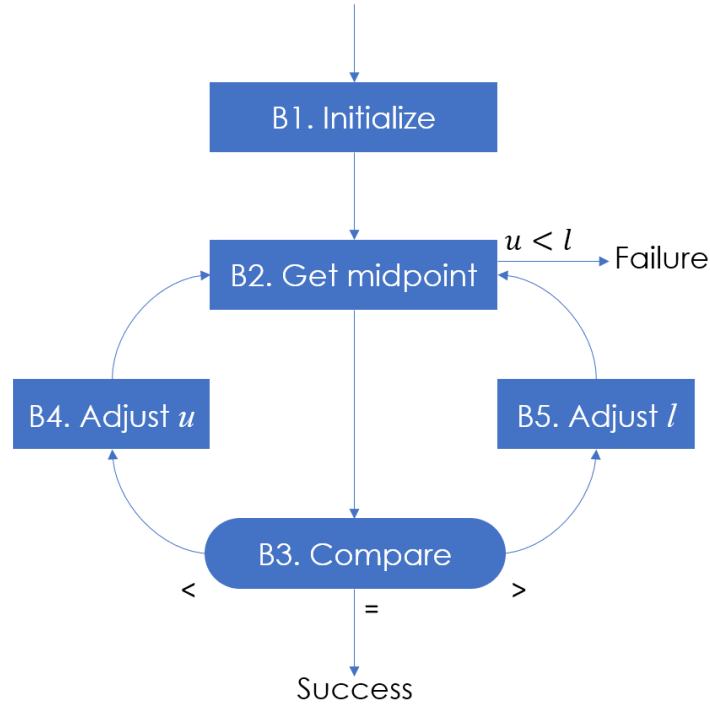 B1. Initialize
u < l
B2. Get midpoint
Failure
B4. Adjust u
B5. Adjust l
B3. Compare
<
=
>
Success